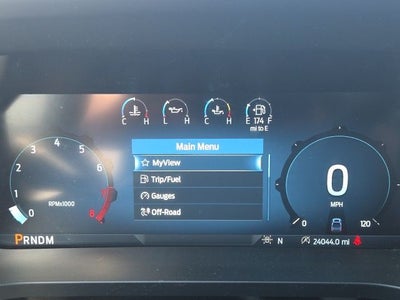 C H L H C H E 174 F
mi to E
Main Menu
MyView
Trip/Fuel
Gauges
Off-Road
0 1 2 3 4 5 6
RPMx1000
0
MPH
0 120
PRNDM
N
24044.0 mi